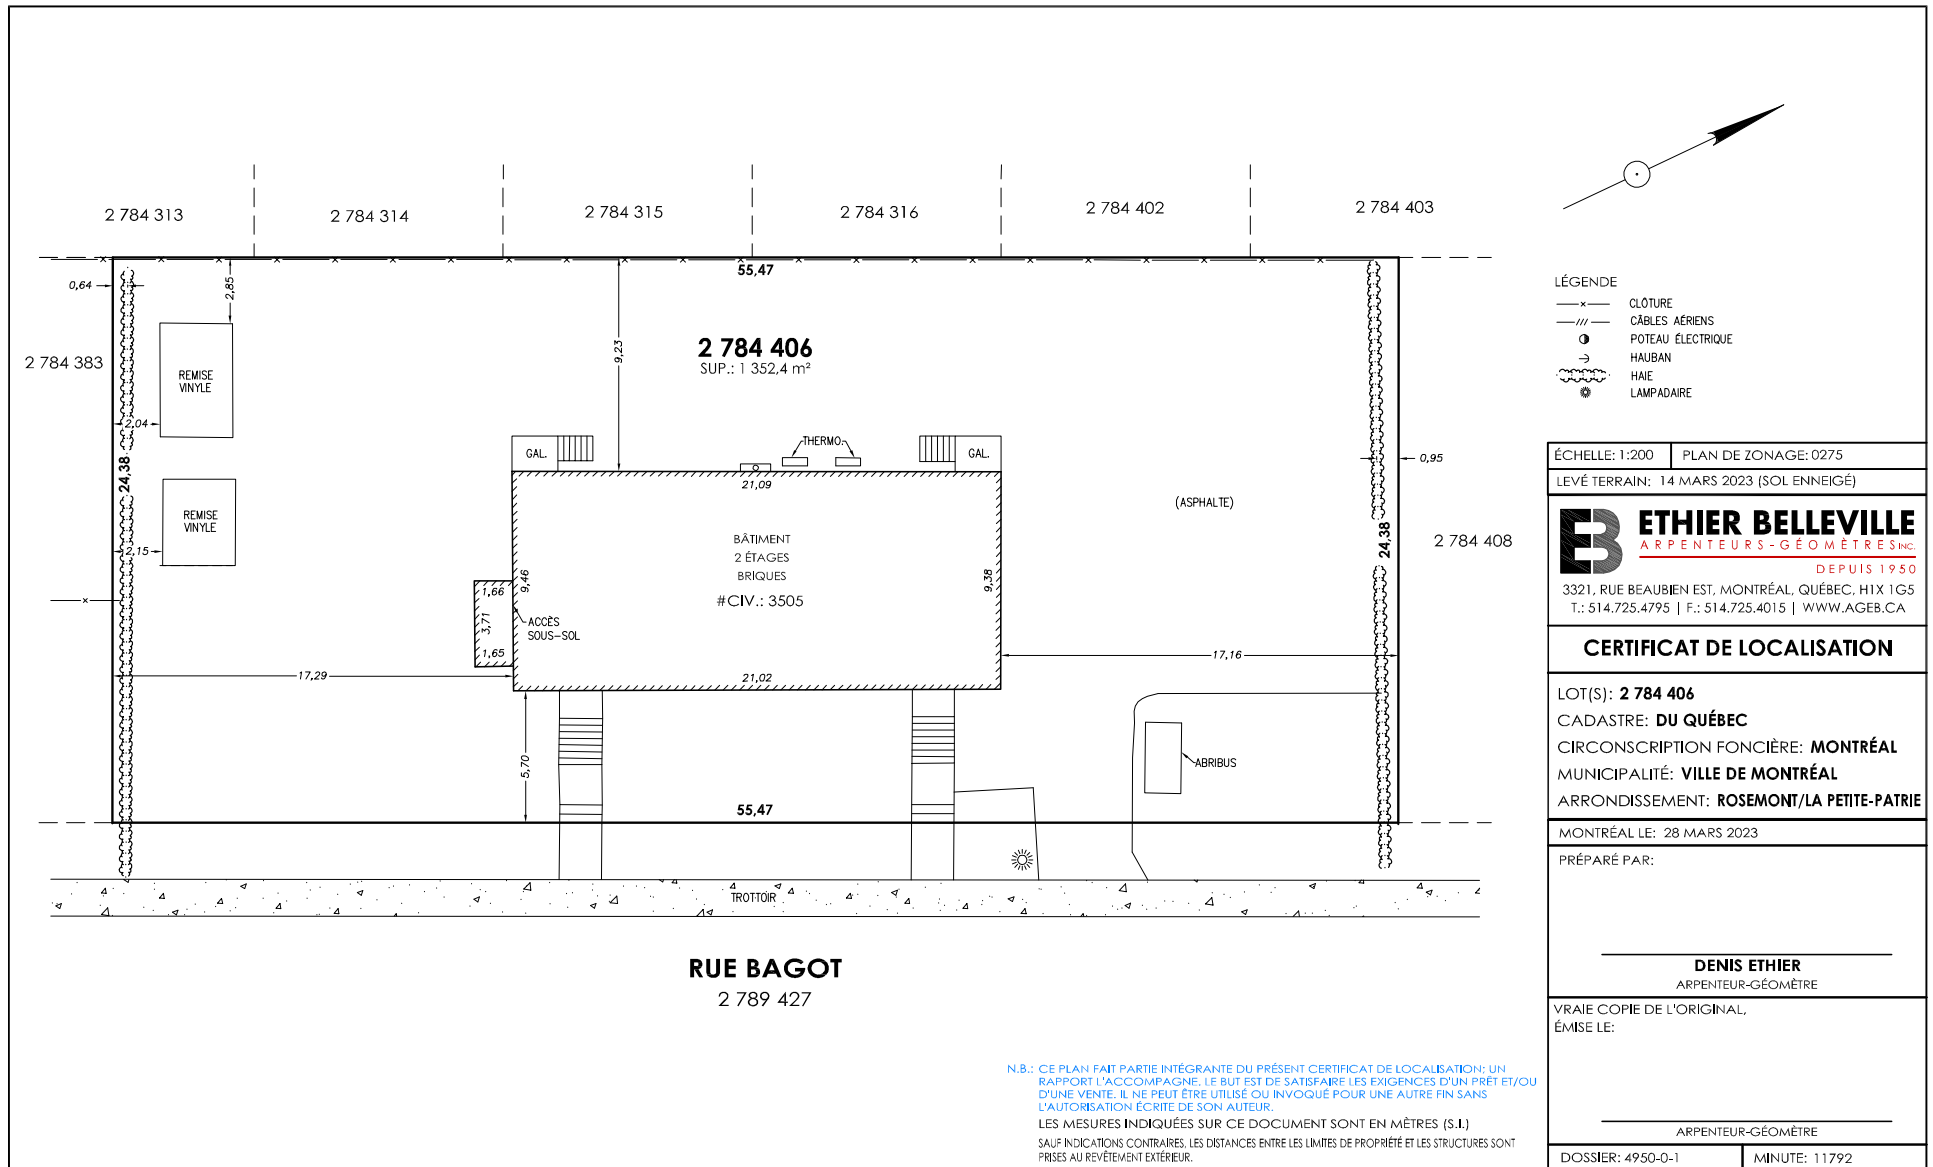 2 784 313
2 784 314
2 784 315
2 784 316
2 784 402
2 784 403
55,47
0,64
2,85
2 784 383
REMISE
VINYLE
9,23
2 784 406
SUP.: 1 352,4 m²
2,04
24,38
GAL.
THERMO.
GAL.
0,95
21,09
(ASPHALTE)
REMISE
VINYLE
2,15
BÂTIMENT
2 ÉTAGES
BRIQUES
#CIV.: 3505
9,46
9,38
24,38
2 784 408
1,66
3,71
1,65
ACCÈS
SOUS-SOL
17,29
21,02
17,16
5,70
ABRIBUS
55,47
TROTTOIR
RUE BAGOT
2 789 427
LÉGENDE
CLÔTURE
CÂBLES AÉRIENS
POTEAU ÉLECTRIQUE
HAUBAN
HAIE
LAMPADAIRE
ÉCHELLE: 1:200 PLAN DE ZONAGE: 0275
LEVÉ TERRAIN: 14 MARS 2023 (SOL ENNEIGÉ)
EB
ETHIER BELLEVILLE
ARPENTEURS-GÉOMÈTRES INC.
DEPUIS 1950
3321, RUE BEAUBIEN EST, MONTRÉAL, QUÉBEC, H1X 1G5
T.: 514.725.4795 | F.: 514.725.4015 | WWW.AGEB.CA
CERTIFICAT DE LOCALISATION
LOT(S): 2 784 406
CADASTRE: DU QUÉBEC
CIRCONSCRIPTION FONCIÈRE: MONTRÉAL
MUNICIPALITÉ: VILLE DE MONTRÉAL
ARRONDISSEMENT: ROSEMONT/LA PETITE-PATRIE
MONTRÉAL LE: 28 MARS 2023
PRÉPARÉ PAR:
DENIS ETHIER
ARPENTEUR-GÉOMÈTRE
VRAIE COPIE DE L'ORIGINAL,
ÉMISE LE:
ARPENTEUR-GÉOMÈTRE
DOSSIER: 4950-0-1 MINUTE: 11792
N.B.: CE PLAN FAIT PARTIE INTÉGRANTE DU PRÉSENT CERTIFICAT DE LOCALISATION; UN
RAPPORT L'ACCOMPAGNE. LE BUT EST DE SATISFAIRE LES EXIGENCES D'UN PRÊT ET/OU
D'UNE VENTE. IL NE PEUT ÊTRE UTILISÉ OU INVOQUÉ POUR UNE AUTRE FIN SANS
L'AUTORISATION ÉCRITE DE SON AUTEUR.
LES MESURES INDIQUÉES SUR CE DOCUMENT SONT EN MÈTRES (S.I.)
SAUF INDICATIONS CONTRAIRES, LES DISTANCES ENTRE LES LIMITES DE PROPRIÉTÉ ET LES STRUCTURES SONT
PRISES AU REVÊTEMENT EXTÉRIEUR.